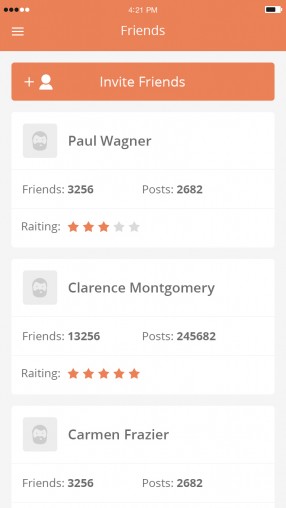 4:21 PM
Friends
Invite Friends
Paul Wagner
Friends: 3256 Posts: 2682
Raiting:
Clarence Montgomery
Friends: 13256 Posts: 245682
Raiting:
Carmen Frazier
Friends: 3256 Posts: 2682